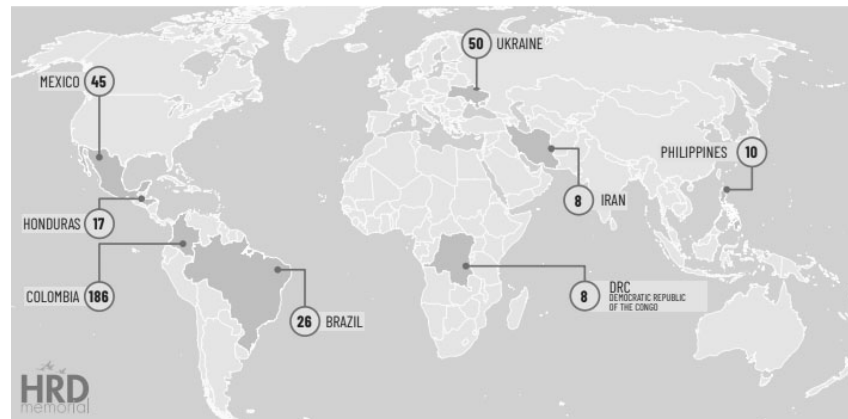 50 UKRAINE
MEXICO 45
PHILIPPINES 10
8 IRAN
HONDURAS 17
COLOMBIA 186
8 DRC
DEMOCRATIC REPUBLIC
OF THE CONGO
26 BRAZIL
HRD
memorial